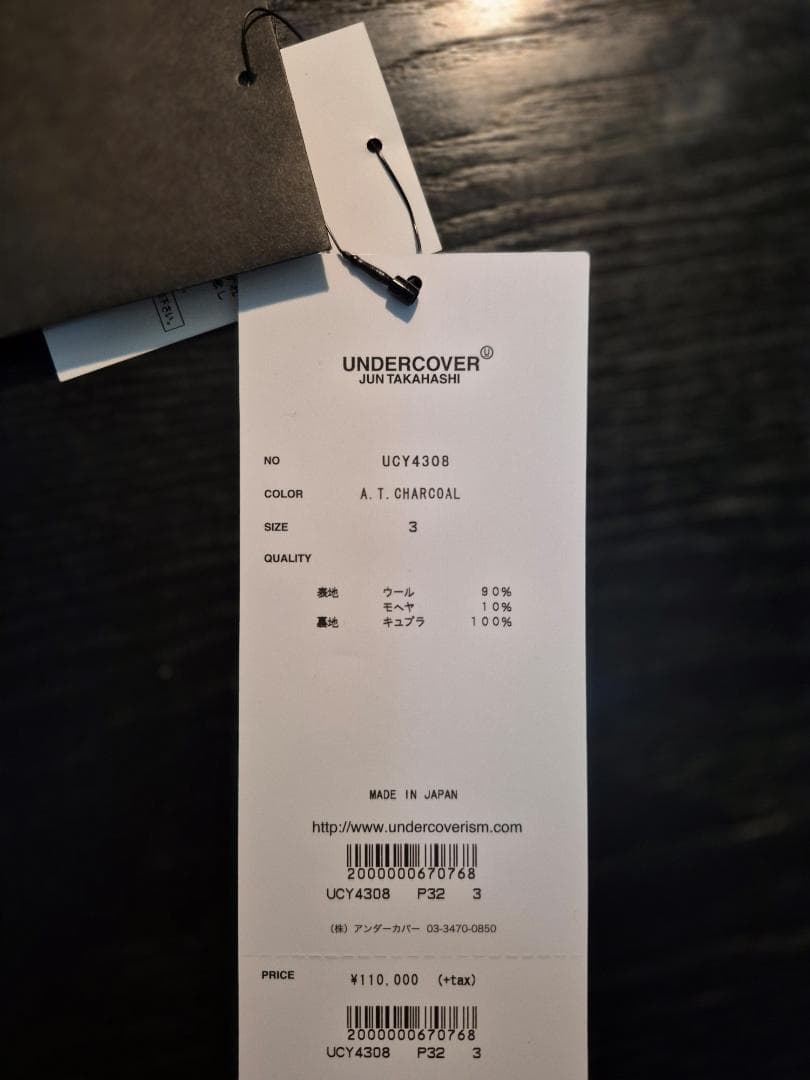 下さい。
UNDERCOVER U
JUN TAKAHASHI
NO UCY4308
COLOR A.T.CHARCOAL
SIZE 3
QUALITY
表地 ウール 90%
モヘヤ 10%
裏地 キュプラ 100%
MADE IN JAPAN
http://www.undercoverism.com
2000000670768
UCY4308 P32 3
(株) アンダーカバー 03-3470-0850
PRICE ¥110,000 (+tax)
2000000670768
UCY4308 P32 3